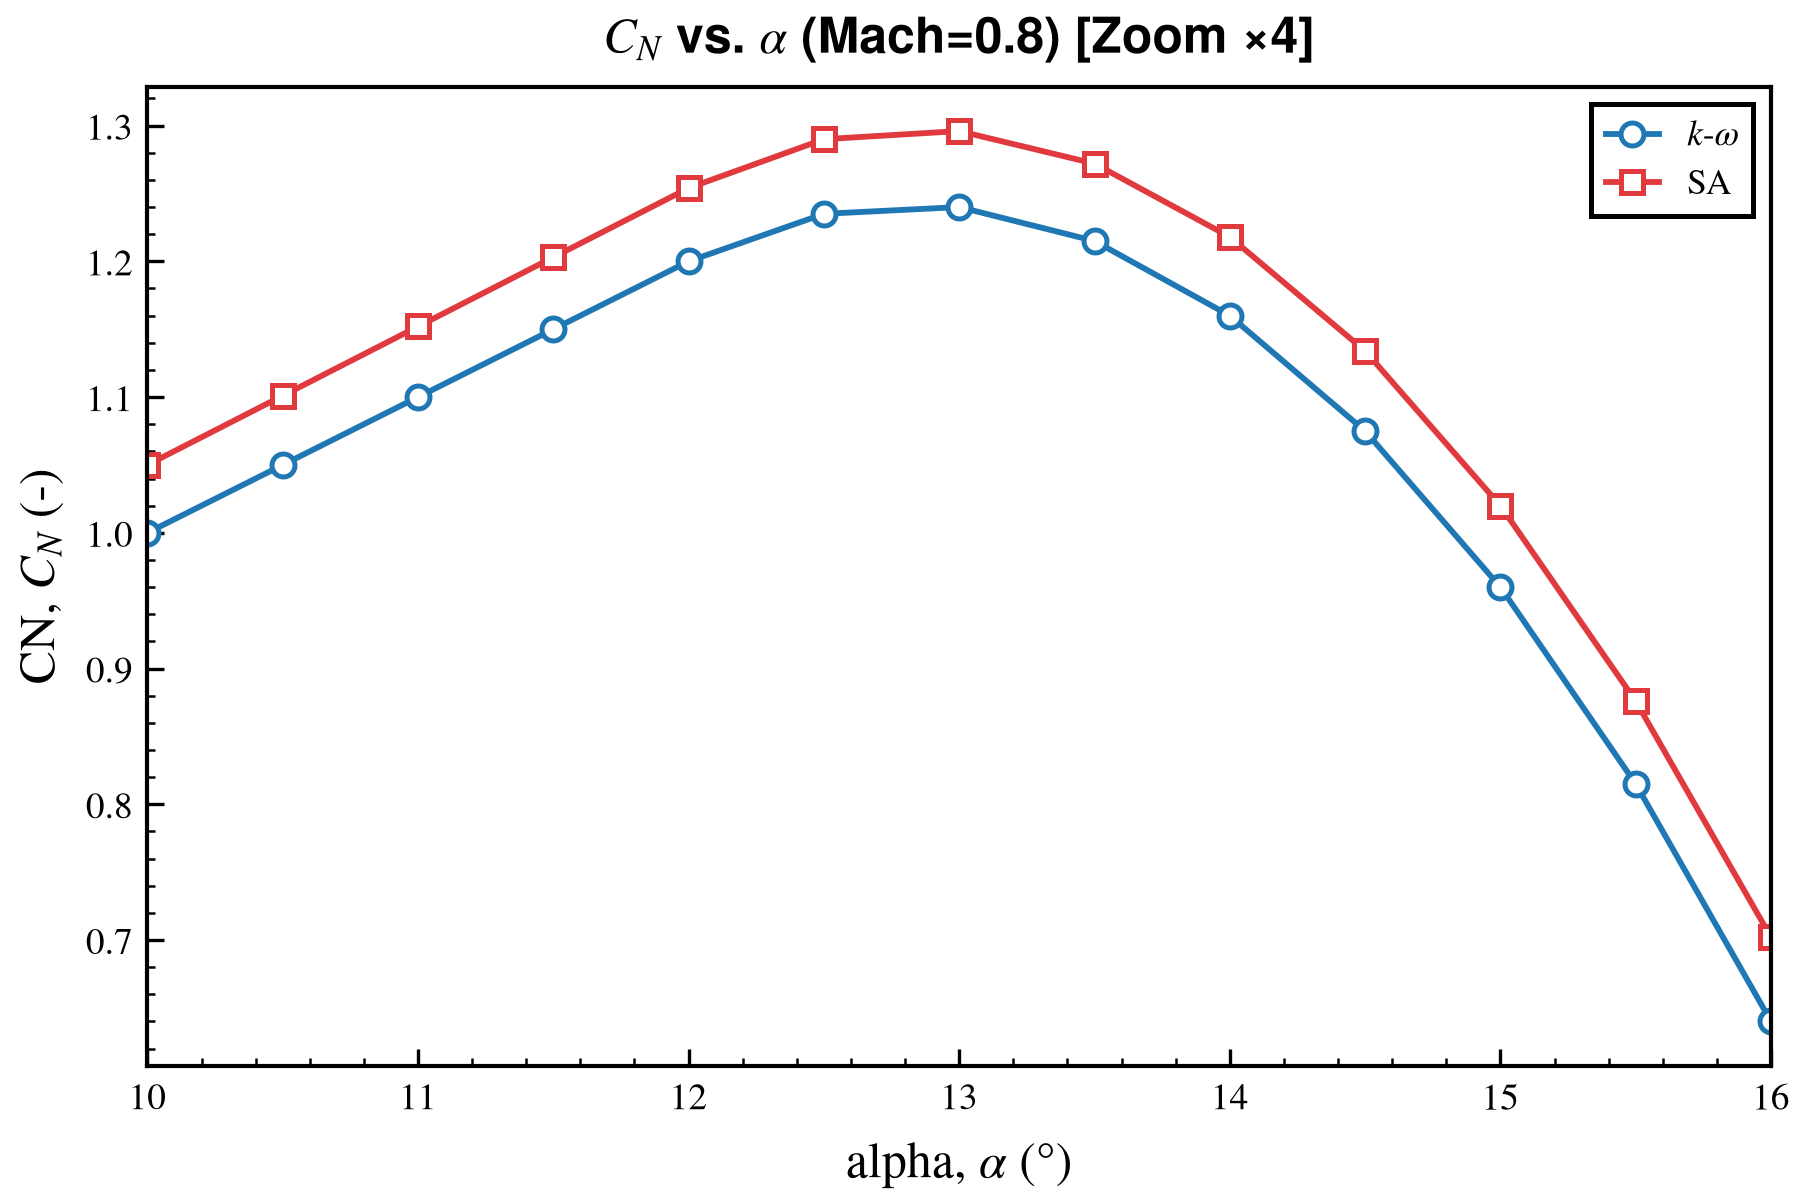 C_N vs. α (Mach=0.8) [Zoom ×4]
k-ω
SA
CN, C_N (-)
1.3
1.2
1.1
1.0
0.9
0.8
0.7
10 11 12 13 14 15 16
alpha, α (°)